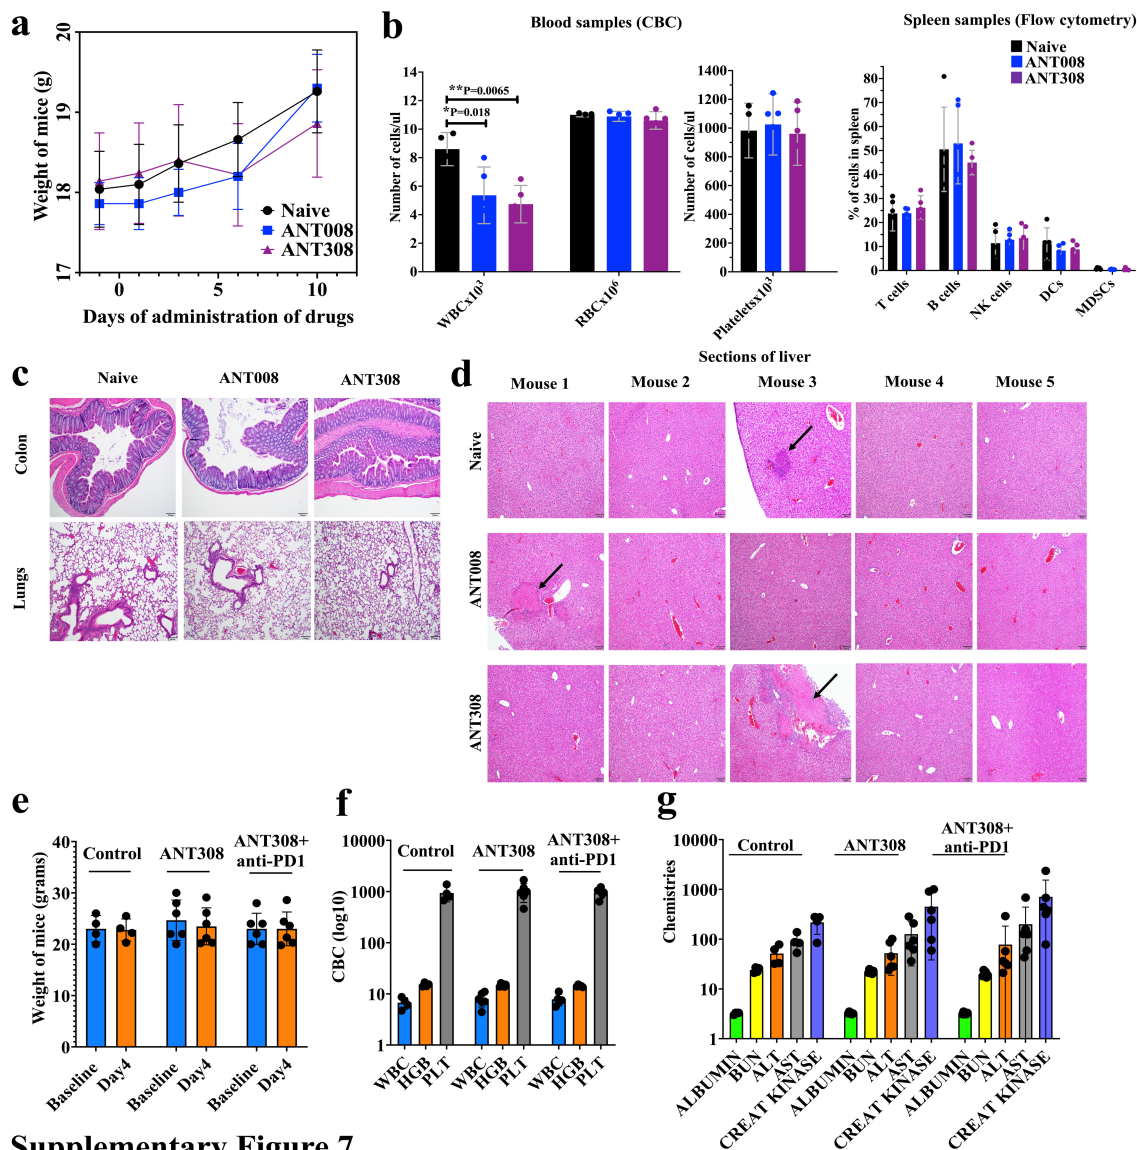 a
20
19
18
17
Weight of mice (g)
Naive
ANT008
ANT308
0
5
10
Days of administration of drugs
b
Blood samples (CBC)
14
12
10
8
6
4
2
0
Number of cells/ul
**P=0.0065
*P=0.018
WBCx10³
RBCx10⁶
1400
1200
1000
800
600
400
200
0
Number of cells/ul
Plateletsx10³
Spleen samples (Flow cytometry)
Naive
ANT008
ANT308
80
70
60
50
40
30
20
10
0
% of cells in spleen
T cells
B cells
NK cells
DCs
MDSCs
c
Naive
ANT008
ANT308
Colon
Lungs
d
Sections of liver
Mouse 1
Mouse 2
Mouse 3
Mouse 4
Mouse 5
Naive
ANT008
ANT308
e
40
30
20
10
0
Weight of mice (grams)
Control
ANT308
ANT308+
anti-PD1
Baseline
Day4
Baseline
Day4
Baseline
Day4
f
10000
1000
100
10
1
CBC (log10)
Control
ANT308
ANT308+
anti-PD1
WBC
HGB
PLT
WBC
HGB
PLT
WBC
HGB
PLT
g
10000
1000
100
10
1
Chemistries
Control
ANT308
ANT308+
anti-PD1
ALBUMIN
BUN
ALT
AST
CREAT KINASE
ALBUMIN
BUN
ALT
AST
CREAT KINASE
ALBUMIN
BUN
ALT
AST
CREAT KINASE
Supplementary Figure 7